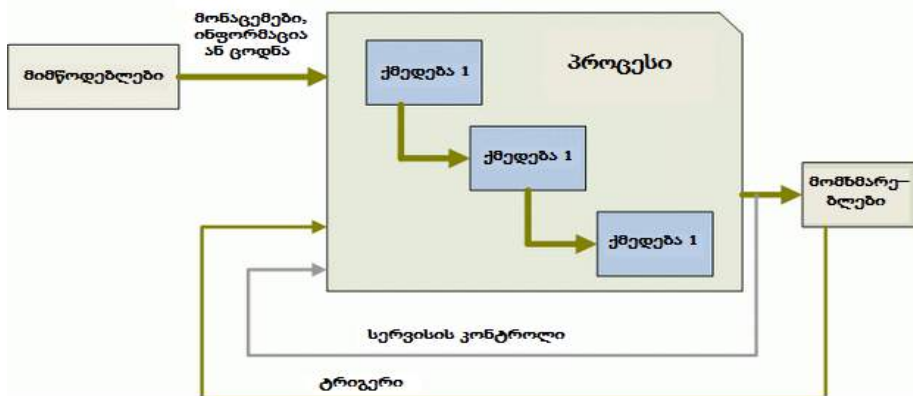 მონაცემები,
ინფორმაცია
ან ცოდნა
მიმწოდებლები
პროცესი
ქმედება 1
ქმედება 1
ქმედება 1
მომხმარე—
ბლები
სერვისის კონტროლი
ტრიგერი